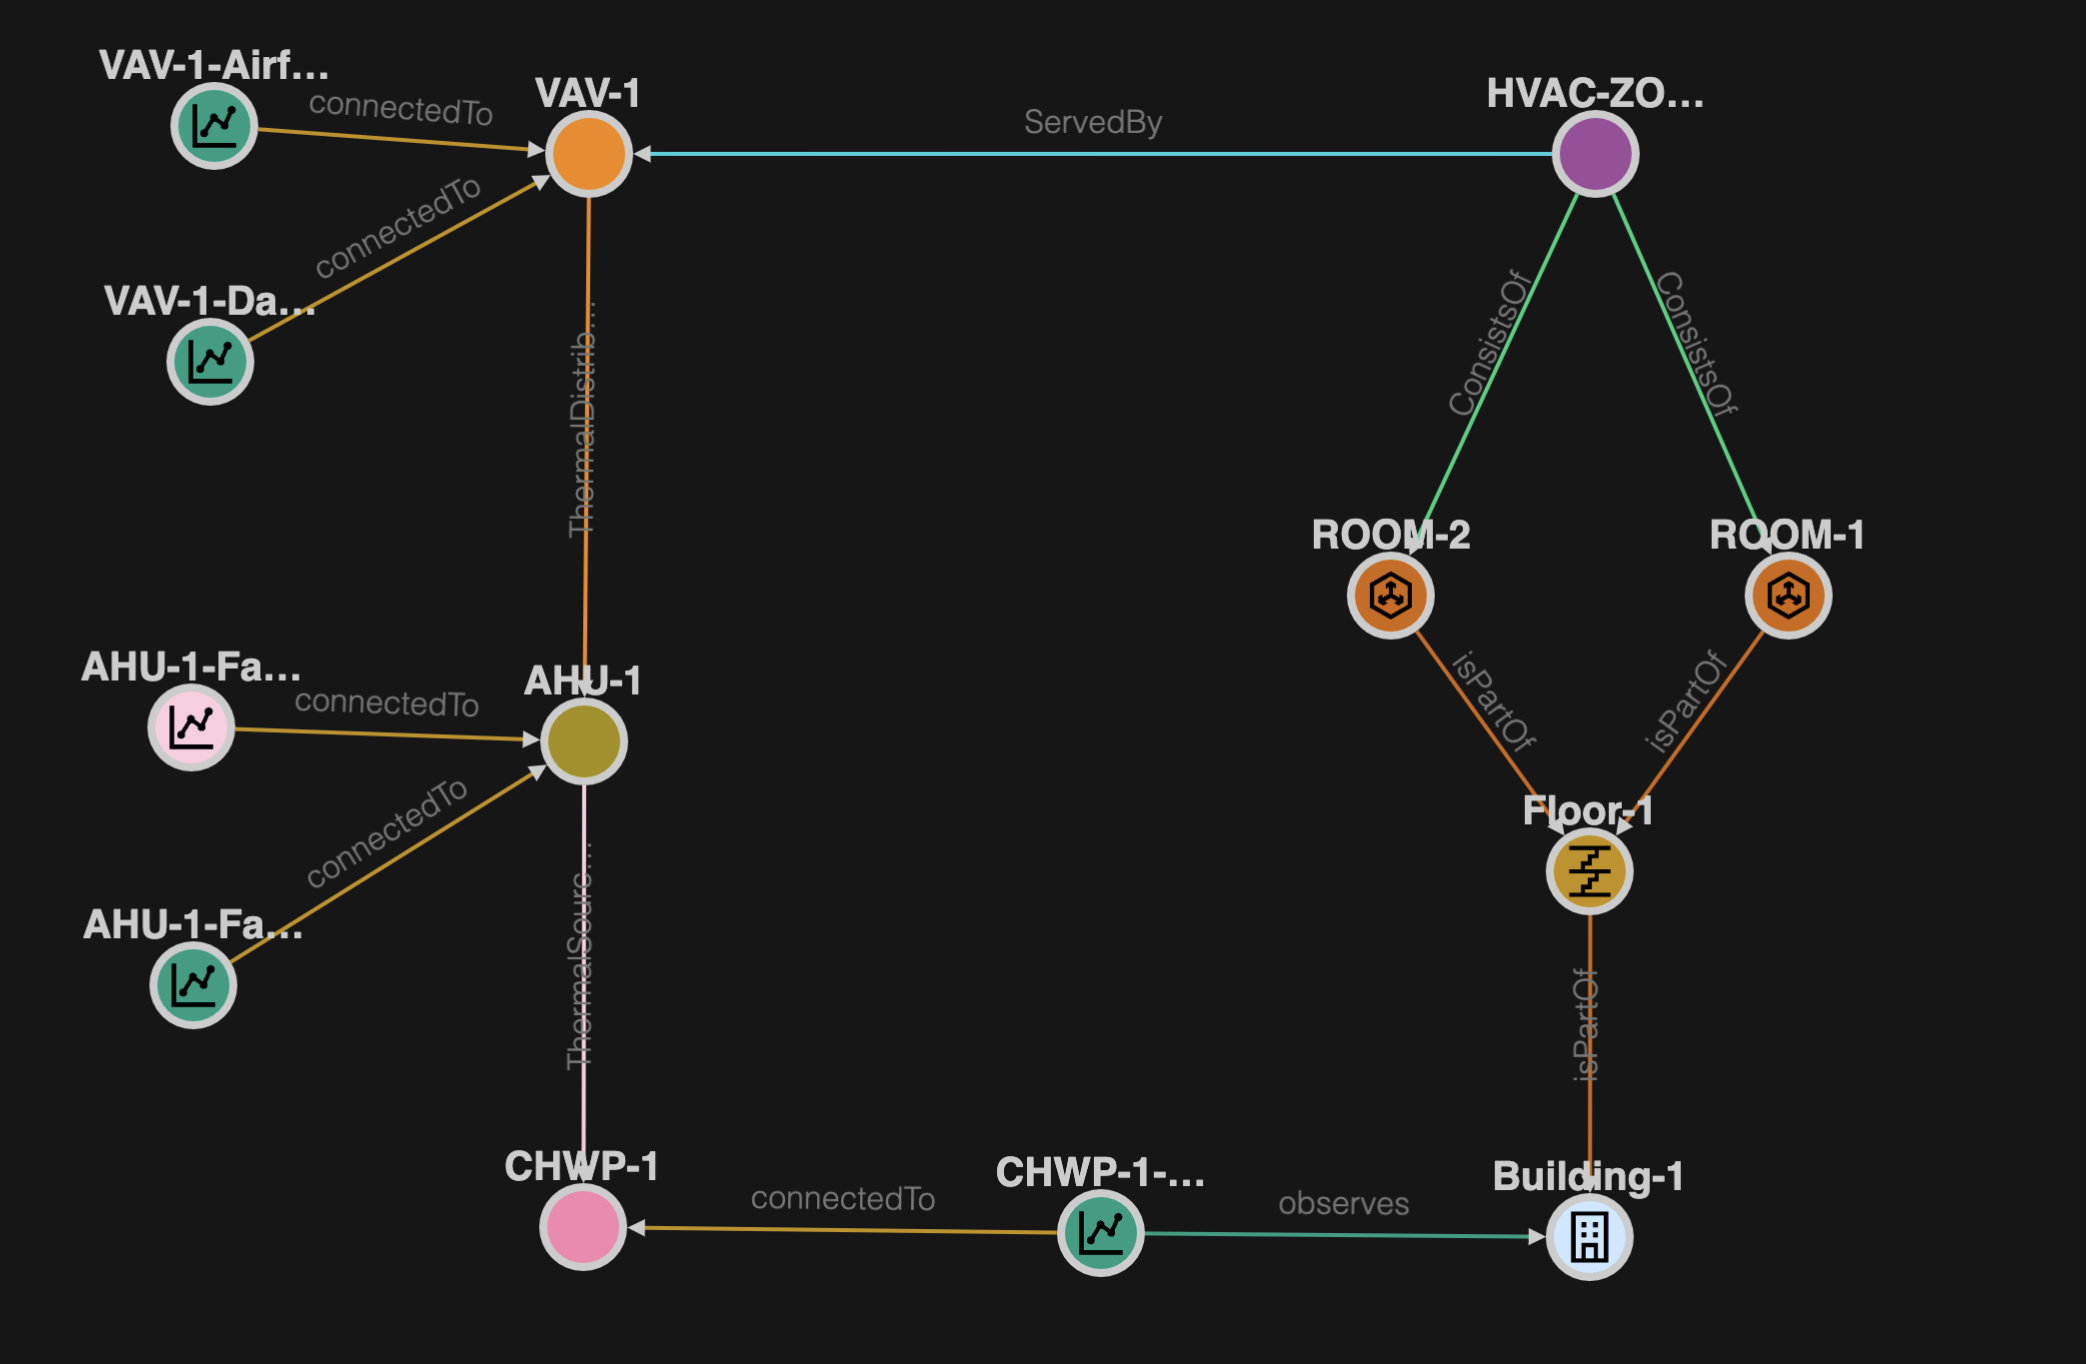 VAV-1-Airf...
connectedTo
VAV-1
ServedBy
HVAC-ZO...
connectedTo
VAV-1-Da...
ThermalDistrib...
ConsistsOf
ConsistsOf
ROOM-2
ROOM-1
AHU-1-Fa...
connectedTo
AHU-1
isPartOf
isPartOf
connectedTo
Floor-1
AHU-1-Fa...
ThermalSourc...
isPartOf
CHWP-1
connectedTo
CHWP-1-...
observes
Building-1